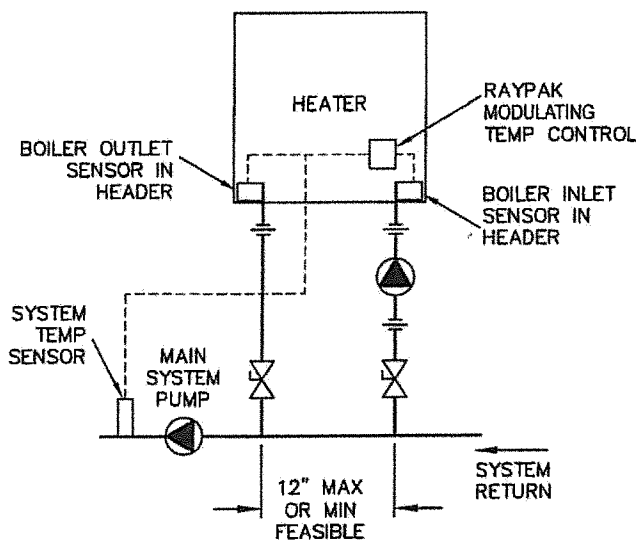 HEATER
RAYPAK
MODULATING
TEMP CONTROL
BOILER OUTLET
SENSOR IN
HEADER
BOILER INLET
SENSOR IN
HEADER
SYSTEM
TEMP
SENSOR
MAIN
SYSTEM
PUMP
SYSTEM
RETURN
12" MAX
OR MIN
FEASIBLE